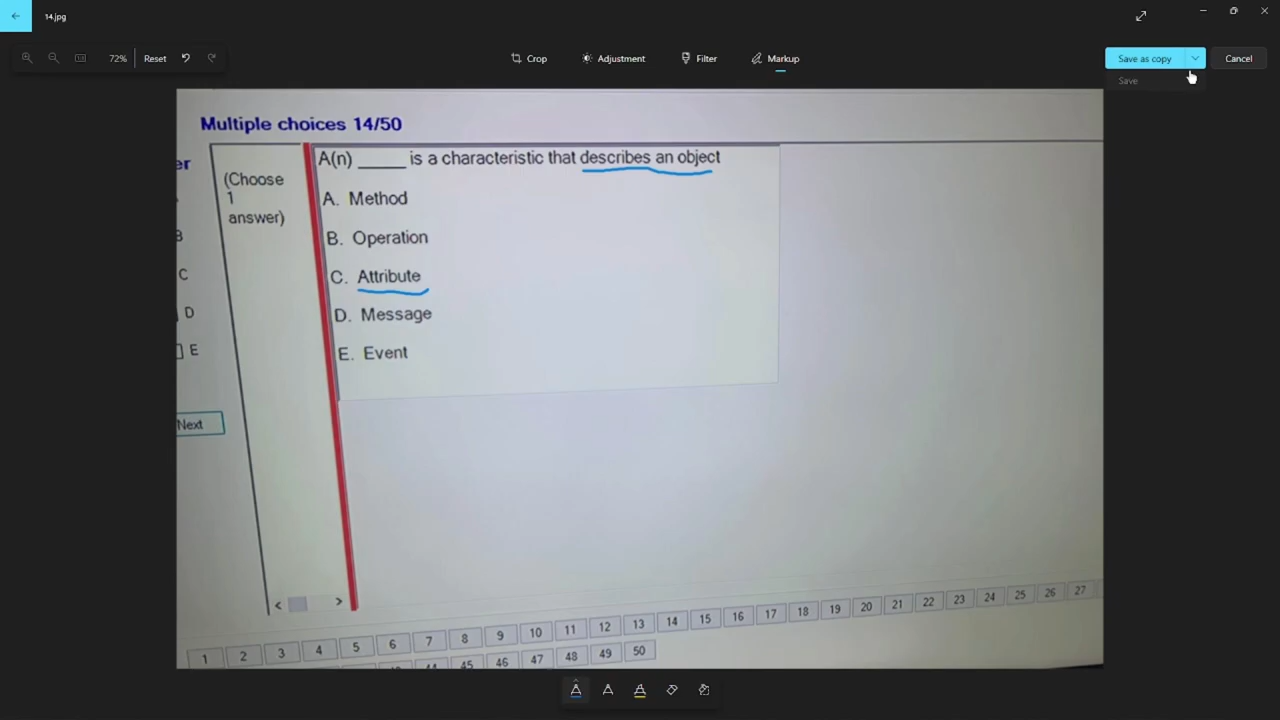 14.jpg
72% Reset Crop Adjustment Filter Markup Save as copy Cancel
Save
Multiple choices 14/50
er
(Choose
1
answer)
A(n) _____ is a characteristic that describes an object
A. Method
B. Operation
C. Attribute
D. Message
E. Event
B
C
D
E
Next
< >
1 2 3 4 5 6 7 8 9 10 11 12 13 14 15 16 17 18 19 20 21 22 23 24 25 26 27
44 45 46 47 48 49 50